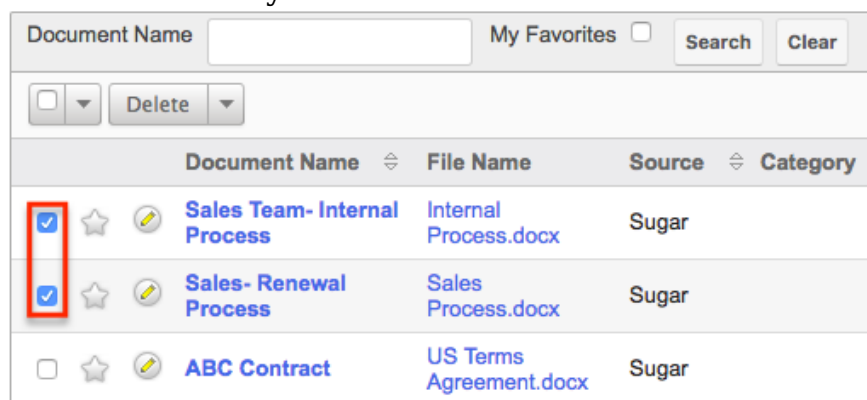 Document Name My Favorites Search Clear
Delete
Document Name File Name Source Category
Sales Team- Internal Process Internal Process.docx Sugar
Sales- Renewal Process Sales Process.docx Sugar
ABC Contract US Terms Agreement.docx Sugar